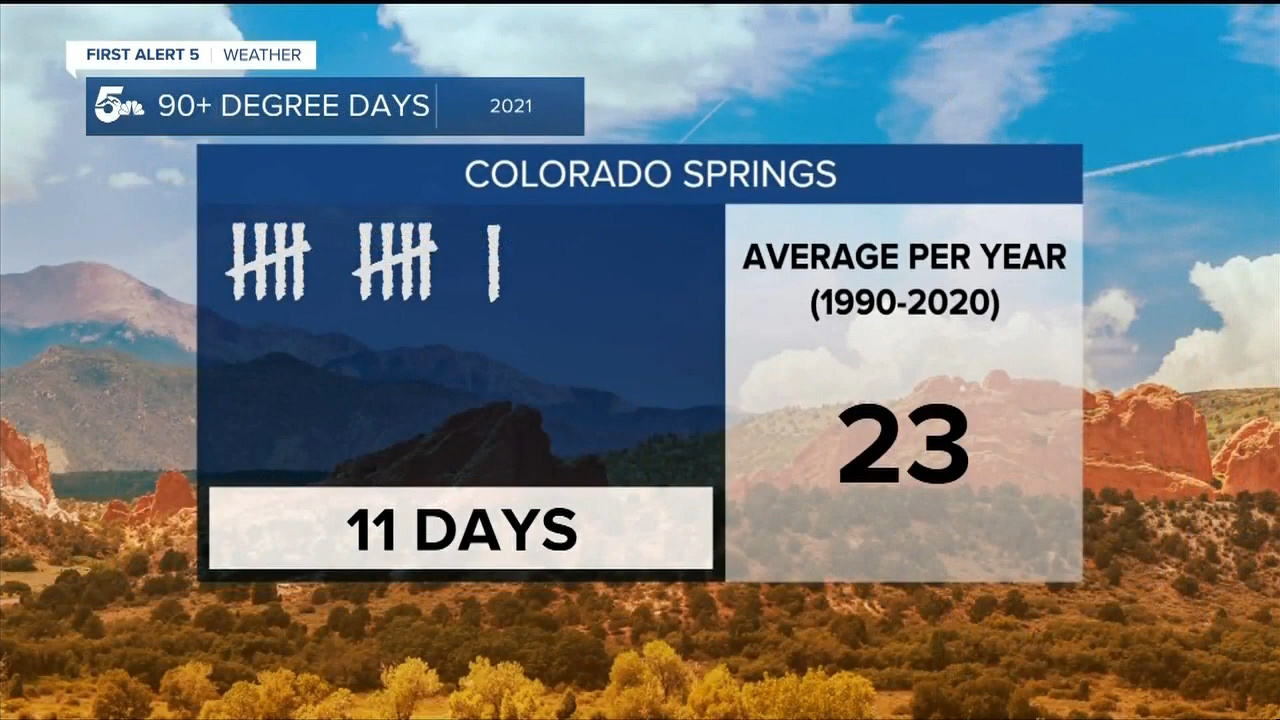 FIRST ALERT 5 | WEATHER
5 90+ DEGREE DAYS 2021
COLORADO SPRINGS
AVERAGE PER YEAR
(1990-2020)
23
11 DAYS